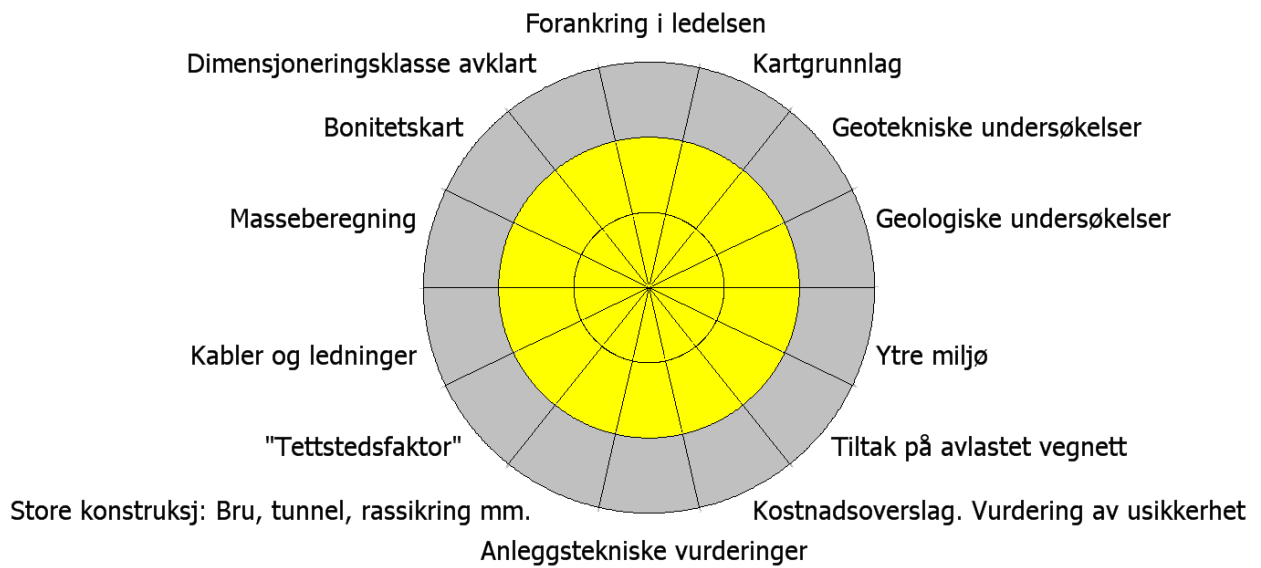 Forankring i ledelsen
Dimensjoneringsklasse avklart
Kartgrunnlag
Bonitetskart
Geotekniske undersøkelser
Masseberegning
Geologiske undersøkelser
Kabler og ledninger
Ytre miljø
"Tettstedsfaktor"
Tiltak på avlastet vegnett
Store konstruksj: Bru, tunnel, rassikring mm.
Kostnadsoverslag. Vurdering av usikkerhet
Anleggstekniske vurderinger